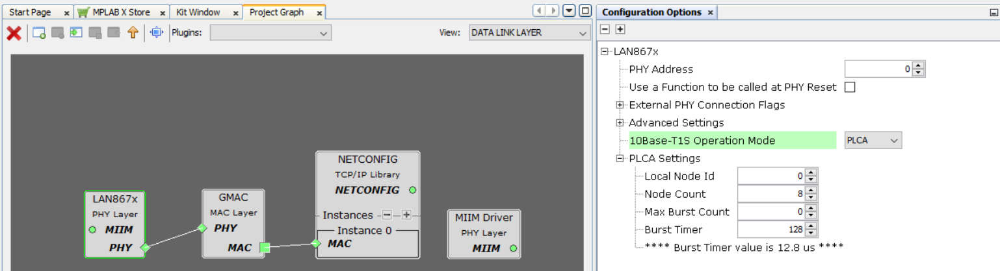 Start Page x MPLAB X Store x Kit Window x Project Graph x
Plugins: View: DATA LINK LAYER
LAN867x
PHY Layer
MIIM
PHY
GMAC
MAC Layer
PHY
MAC
NETCONFIG
TCP/IP Library
NETCONFIG
Instances
Instance 0
MAC
MIIM Driver
PHY Layer
MIIM
Configuration Options x
LAN867x
PHY Address 0
Use a Function to be called at PHY Reset
External PHY Connection Flags
Advanced Settings
10Base-T1S Operation Mode PLCA
PLCA Settings
Local Node Id 0
Node Count 8
Max Burst Count 0
Burst Timer 128
**** Burst Timer value is 12.8 us ****